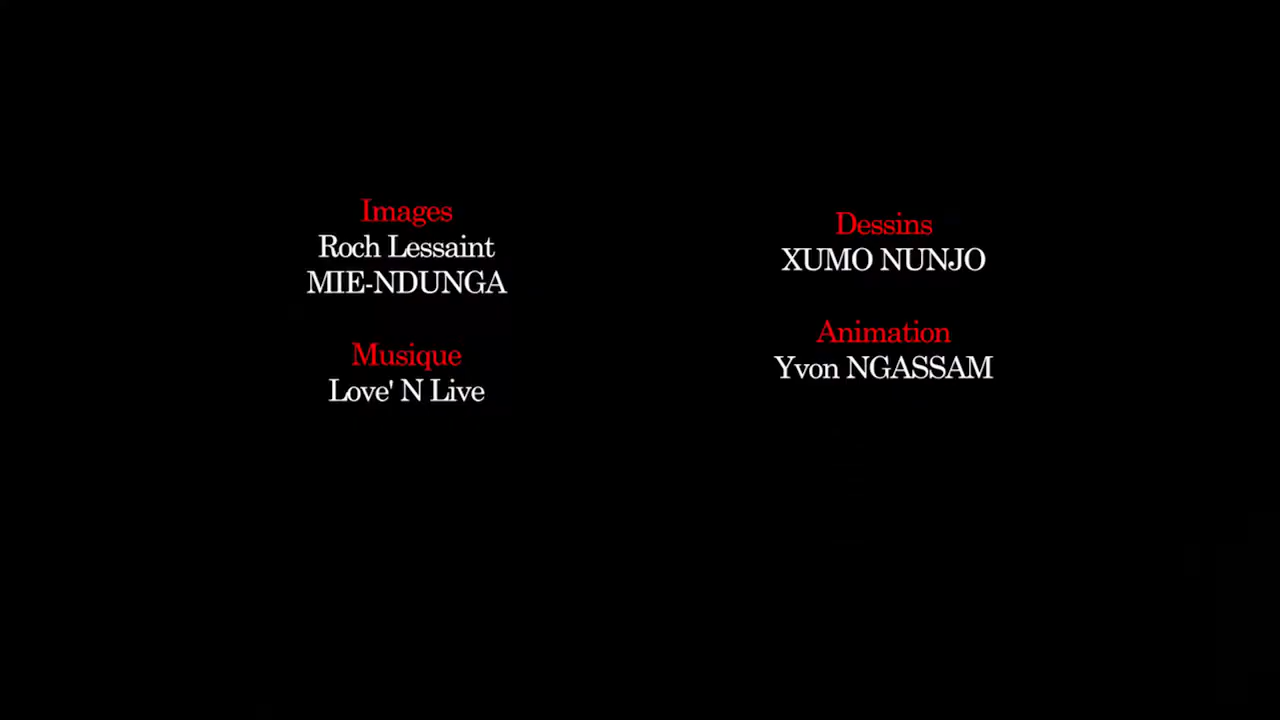 Images
Roch Lessaint
MIE-NDUNGA
Musique
Love' N Live
Dessins
XUMO NUNJO
Animation
Yvon NGASSAM